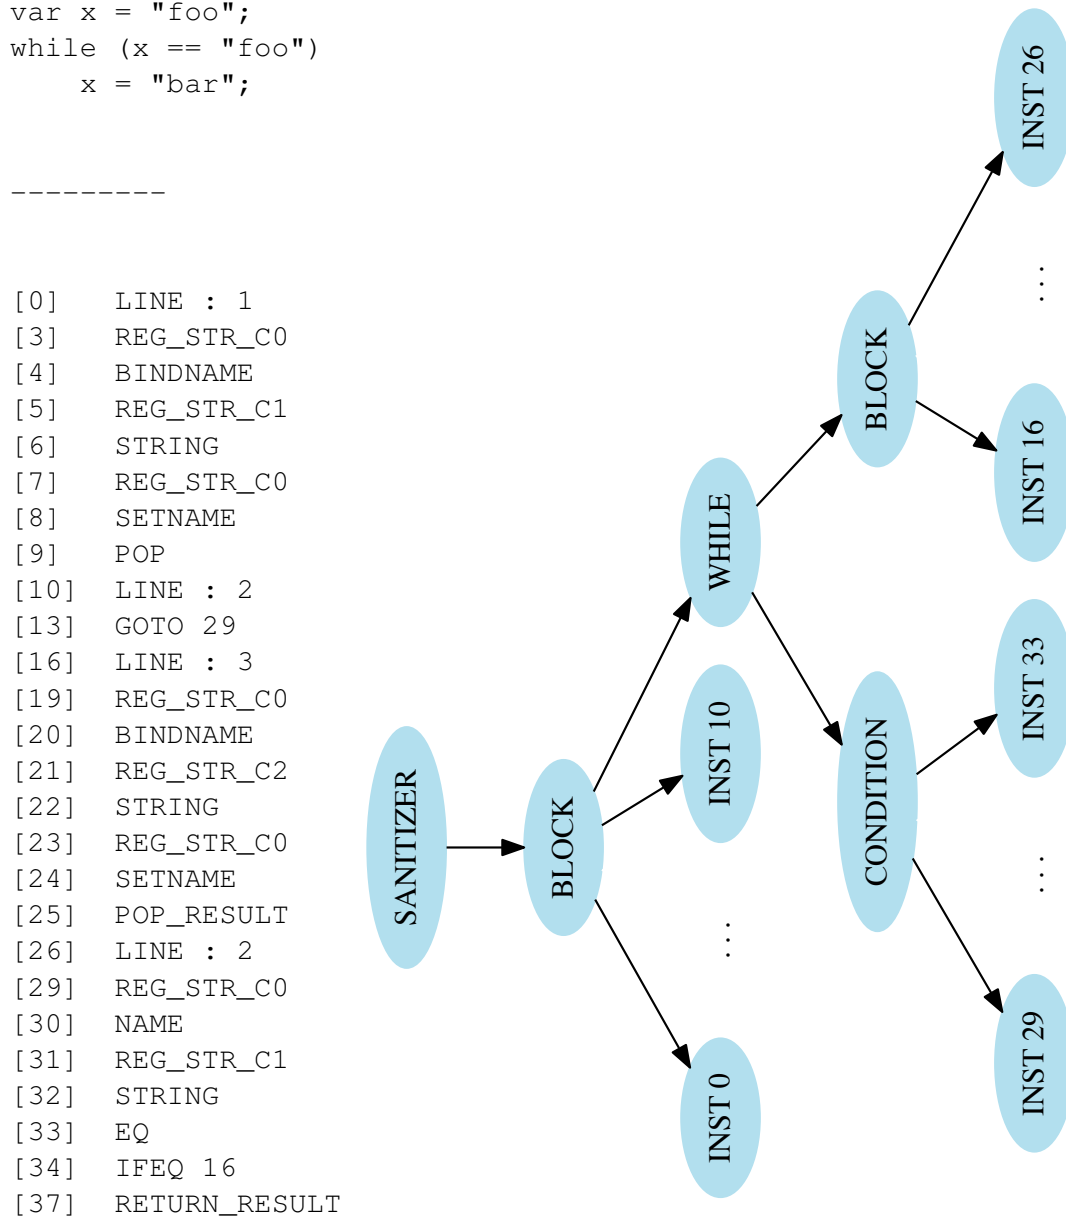 var x = "foo";
while (x == "foo")
    x = "bar";
---------
[0] LINE : 1
[3] REG_STR_C0
[4] BINDNAME
[5] REG_STR_C1
[6] STRING
[7] REG_STR_C0
[8] SETNAME
[9] POP
[10] LINE : 2
[13] GOTO 29
[16] LINE : 3
[19] REG_STR_C0
[20] BINDNAME
[21] REG_STR_C2
[22] STRING
[23] REG_STR_C0
[24] SETNAME
[25] POP_RESULT
[26] LINE : 2
[29] REG_STR_C0
[30] NAME
[31] REG_STR_C1
[32] STRING
[33] EQ
[34] IFEQ 16
[37] RETURN_RESULT
SANITIZER
BLOCK
INST 0
...
INST 10
WHILE
CONDITION
BLOCK
INST 29
...
INST 33
INST 16
...
INST 26